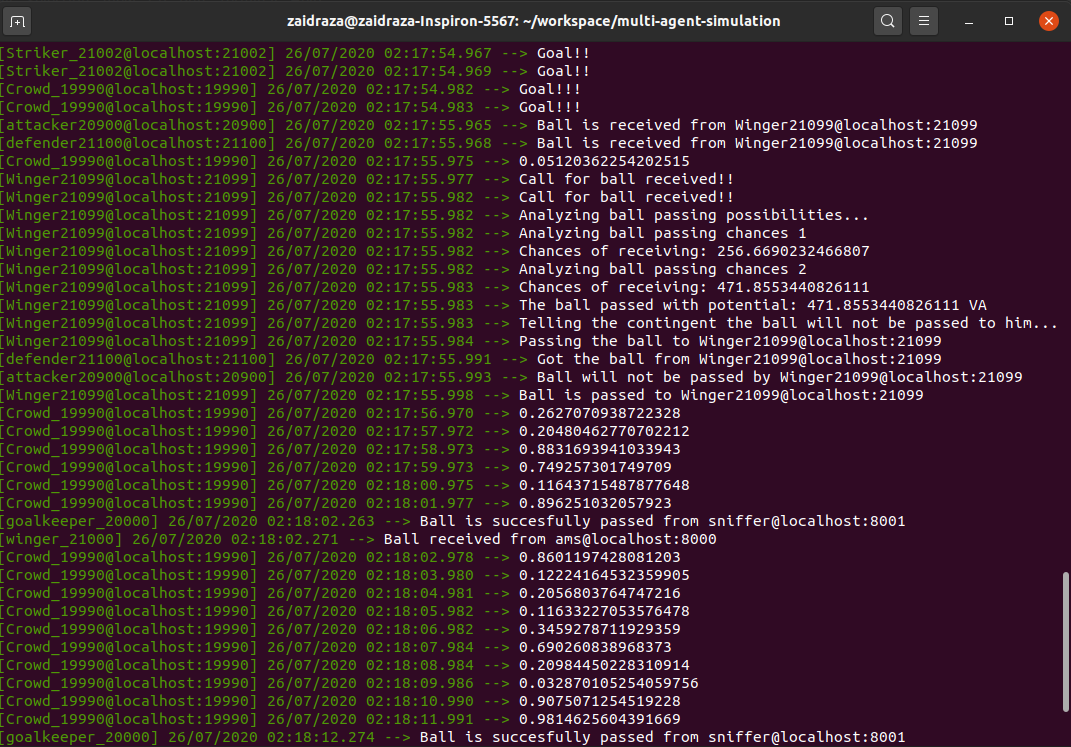 zaidraza@zaidraza-Inspiron-5567: ~/workspace/multi-agent-simulation
[Striker_21002@localhost:21002] 26/07/2020 02:17:54.967 --> Goal!!
[Striker_21002@localhost:21002] 26/07/2020 02:17:54.969 --> Goal!!
[Crowd_19990@localhost:19990] 26/07/2020 02:17:54.982 --> Goal!!!
[Crowd_19990@localhost:19990] 26/07/2020 02:17:54.983 --> Goal!!!
[attacker20900@localhost:20900] 26/07/2020 02:17:55.965 --> Ball is received from Winger21099@localhost:21099
[defender21100@localhost:21100] 26/07/2020 02:17:55.968 --> Ball is received from Winger21099@localhost:21099
[Crowd_19990@localhost:19990] 26/07/2020 02:17:55.975 --> 0.05120362254202515
[Winger21099@localhost:21099] 26/07/2020 02:17:55.977 --> Call for ball received!!
[Winger21099@localhost:21099] 26/07/2020 02:17:55.982 --> Call for ball received!!
[Winger21099@localhost:21099] 26/07/2020 02:17:55.982 --> Analyzing ball passing possibilities...
[Winger21099@localhost:21099] 26/07/2020 02:17:55.982 --> Analyzing ball passing chances 1
[Winger21099@localhost:21099] 26/07/2020 02:17:55.982 --> Chances of receiving: 256.6690232466807
[Winger21099@localhost:21099] 26/07/2020 02:17:55.982 --> Analyzing ball passing chances 2
[Winger21099@localhost:21099] 26/07/2020 02:17:55.983 --> Chances of receiving: 471.8553440826111
[Winger21099@localhost:21099] 26/07/2020 02:17:55.983 --> The ball passed with potential: 471.8553440826111 VA
[Winger21099@localhost:21099] 26/07/2020 02:17:55.983 --> Telling the contingent the ball will not be passed to him...
[Winger21099@localhost:21099] 26/07/2020 02:17:55.984 --> Passing the ball to Winger21099@localhost:21099
[defender21100@localhost:21100] 26/07/2020 02:17:55.991 --> Got the ball from Winger21099@localhost:21099
[attacker20900@localhost:20900] 26/07/2020 02:17:55.993 --> Ball will not be passed by Winger21099@localhost:21099
[Winger21099@localhost:21099] 26/07/2020 02:17:55.998 --> Ball is passed to Winger21099@localhost:21099
[Crowd_19990@localhost:19990] 26/07/2020 02:17:56.970 --> 0.2627070938722328
[Crowd_19990@localhost:19990] 26/07/2020 02:17:57.972 --> 0.20480462770702212
[Crowd_19990@localhost:19990] 26/07/2020 02:17:58.973 --> 0.8831693941033943
[Crowd_19990@localhost:19990] 26/07/2020 02:17:59.973 --> 0.749257301749709
[Crowd_19990@localhost:19990] 26/07/2020 02:18:00.975 --> 0.11643715487877648
[Crowd_19990@localhost:19990] 26/07/2020 02:18:01.977 --> 0.896251032057923
[goalkeeper_20000] 26/07/2020 02:18:02.263 --> Ball is succesfully passed from sniffer@localhost:8001
[winger_21000] 26/07/2020 02:18:02.271 --> Ball received from ams@localhost:8000
[Crowd_19990@localhost:19990] 26/07/2020 02:18:02.978 --> 0.8601197428081203
[Crowd_19990@localhost:19990] 26/07/2020 02:18:03.980 --> 0.12224164532359905
[Crowd_19990@localhost:19990] 26/07/2020 02:18:04.981 --> 0.2056803764747216
[Crowd_19990@localhost:19990] 26/07/2020 02:18:05.982 --> 0.11633227053576478
[Crowd_19990@localhost:19990] 26/07/2020 02:18:06.982 --> 0.3459278711929359
[Crowd_19990@localhost:19990] 26/07/2020 02:18:07.984 --> 0.690260838968373
[Crowd_19990@localhost:19990] 26/07/2020 02:18:08.984 --> 0.20984450228310914
[Crowd_19990@localhost:19990] 26/07/2020 02:18:09.986 --> 0.032870105254059756
[Crowd_19990@localhost:19990] 26/07/2020 02:18:10.990 --> 0.9075071254519228
[Crowd_19990@localhost:19990] 26/07/2020 02:18:11.991 --> 0.9814625604391669
[goalkeeper_20000] 26/07/2020 02:18:12.274 --> Ball is succesfully passed from sniffer@localhost:8001